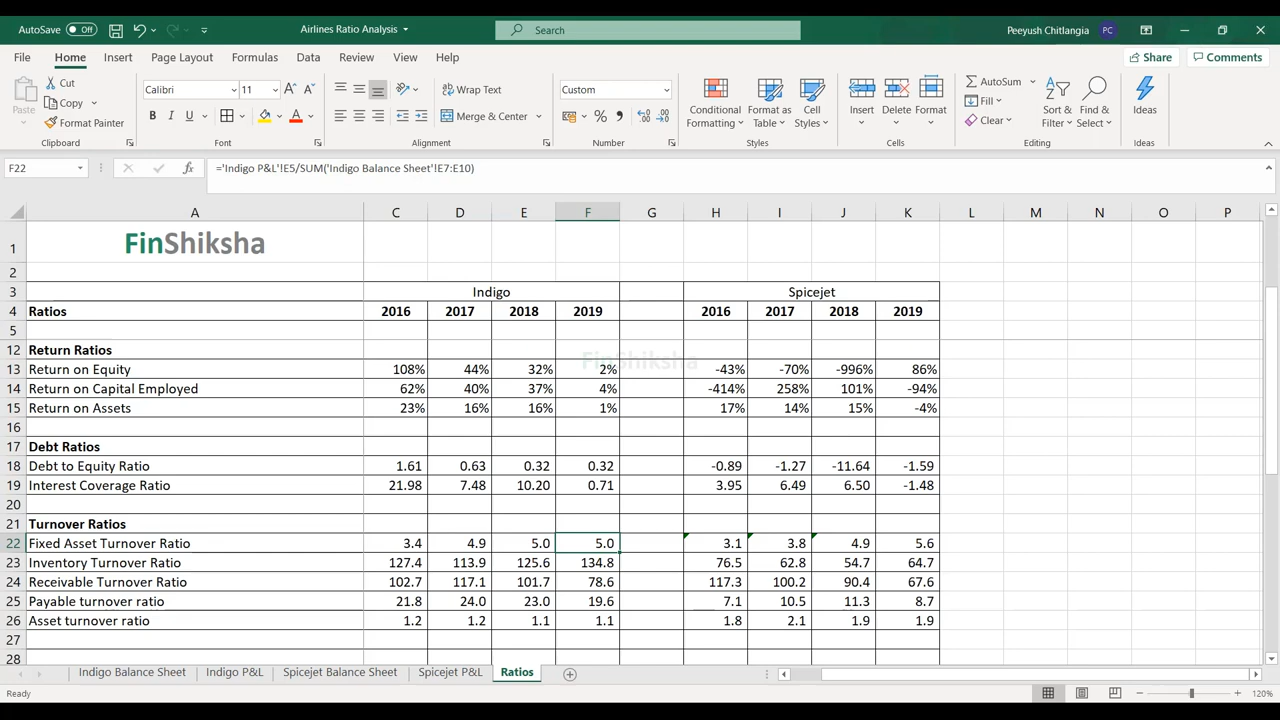 AutoSave Off Airlines Ratio Analysis Search Peeyush Chitlangia PC
File Home Insert Page Layout Formulas Data Review View Help Share Comments
Paste Cut Copy Format Painter Calibri 11 Wrap Text Merge & Center Custom Conditional Formatting Format as Table Cell Styles Insert Delete Format AutoSum Fill Clear Sort & Filter Find & Select Ideas
Clipboard Font Alignment Number Styles Cells Editing Ideas
F22 fx ='Indigo P&L'!E5/SUM('Indigo Balance Sheet'!E7:E10)
A C D E F G H I J K L M N O P
1 FinShiksha
2
3 Indigo Spicejet
4 Ratios 2016 2017 2018 2019 2016 2017 2018 2019
5
12 Return Ratios
FinShiksha
13 Return on Equity 108% 44% 32% 2% -43% -70% -996% 86%
14 Return on Capital Employed 62% 40% 37% 4% -414% 258% 101% -94%
15 Return on Assets 23% 16% 16% 1% 17% 14% 15% -4%
16
17 Debt Ratios
18 Debt to Equity Ratio 1.61 0.63 0.32 0.32 -0.89 -1.27 -11.64 -1.59
19 Interest Coverage Ratio 21.98 7.48 10.20 0.71 3.95 6.49 6.50 -1.48
20
21 Turnover Ratios
22 Fixed Asset Turnover Ratio 3.4 4.9 5.0 5.0 3.1 3.8 4.9 5.6
23 Inventory Turnover Ratio 127.4 113.9 125.6 134.8 76.5 62.8 54.7 64.7
24 Receivable Turnover Ratio 102.7 117.1 101.7 78.6 117.3 100.2 90.4 67.6
25 Payable turnover ratio 21.8 24.0 23.0 19.6 7.1 10.5 11.3 8.7
26 Asset turnover ratio 1.2 1.2 1.1 1.1 1.8 2.1 1.9 1.9
27
28
Indigo Balance Sheet Indigo P&L Spicejet Balance Sheet Spicejet P&L Ratios
Ready 120%